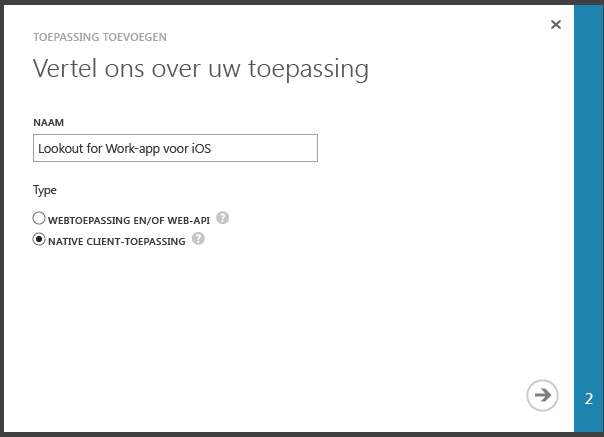 TOEPASSING TOEVOEGEN
Vertel ons over uw toepassing
NAAM
Lookout for Work-app voor iOS
Type
WEBTOEPASSING EN/OF WEB-API ?
NATIVE CLIENT-TOEPASSING ?
2